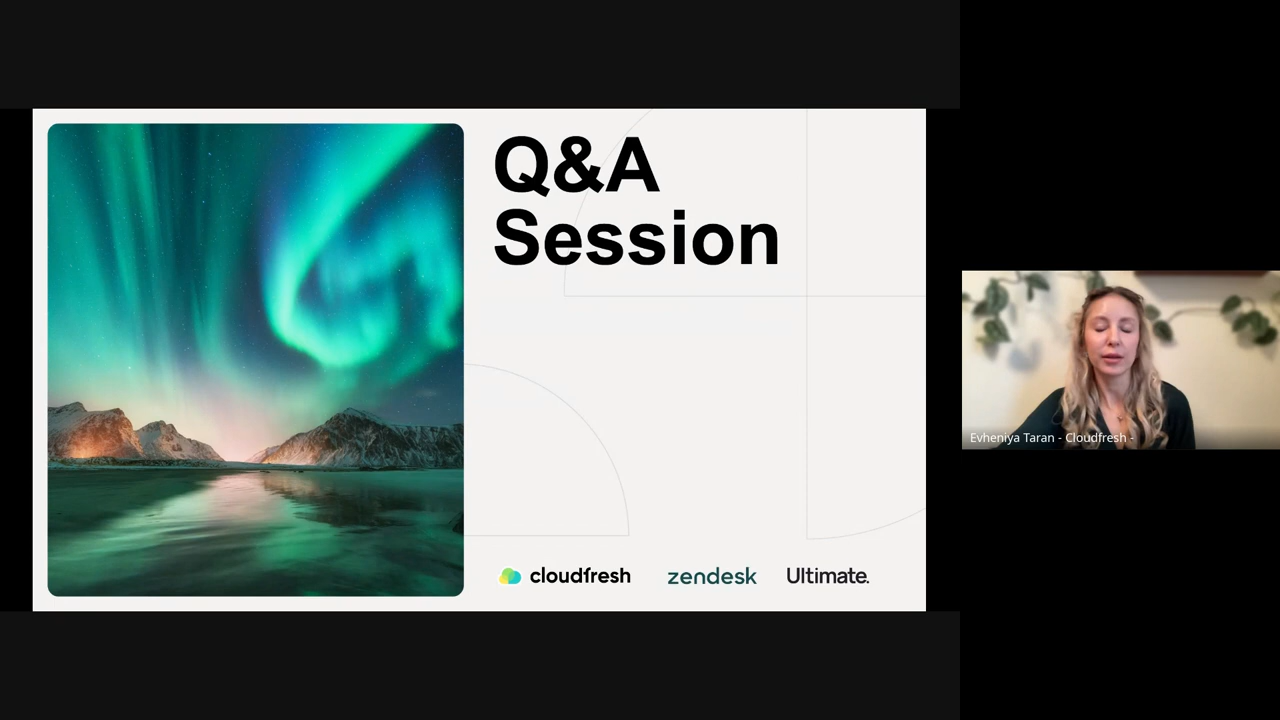 Q&A
Session
cloudfresh
zendesk
Ultimate.
Evheniya Taran - Cloudfresh -